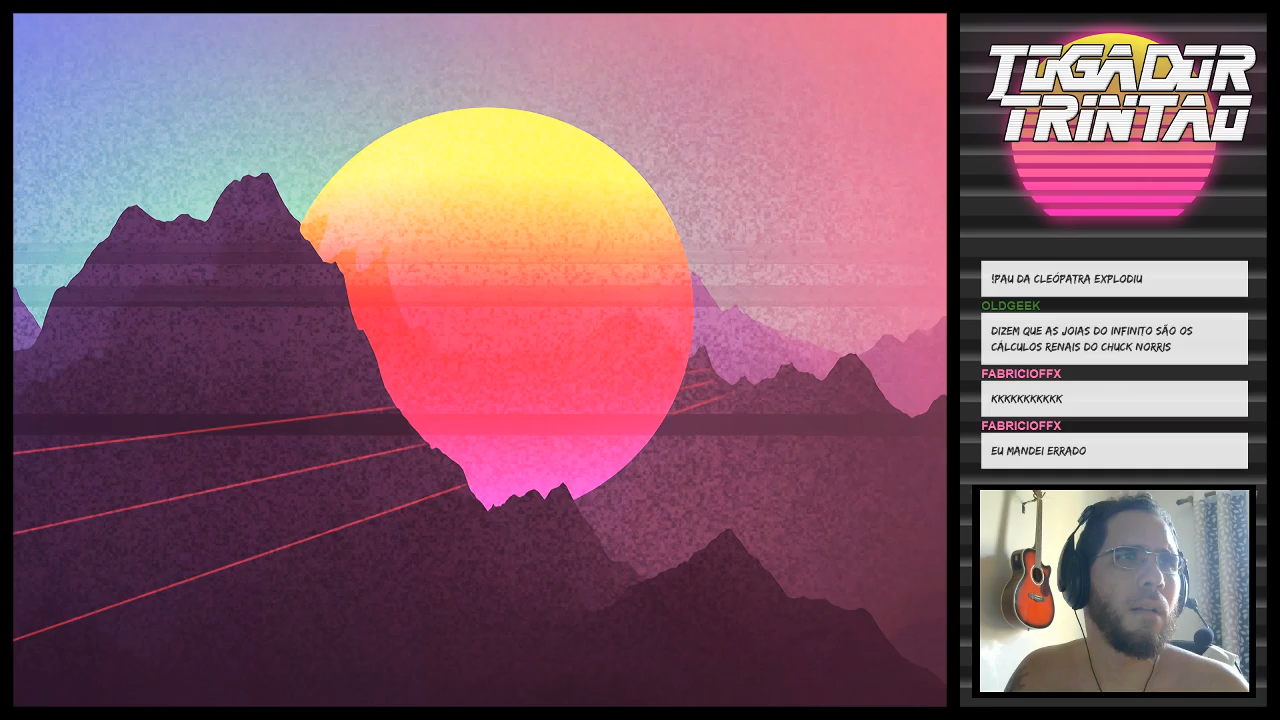 JOGADOR
TRINTAO
!PAU DA CLEÓPATRA EXPLODIU
OLDGEEK
DIZEM QUE AS JOIAS DO INFINITO SÃO OS
CÁLCULOS RENAIS DO CHUCK NORRIS
FABRICIOFFX
KKKKKKKKKKK
FABRICIOFFX
EU MANDEI ERRADO